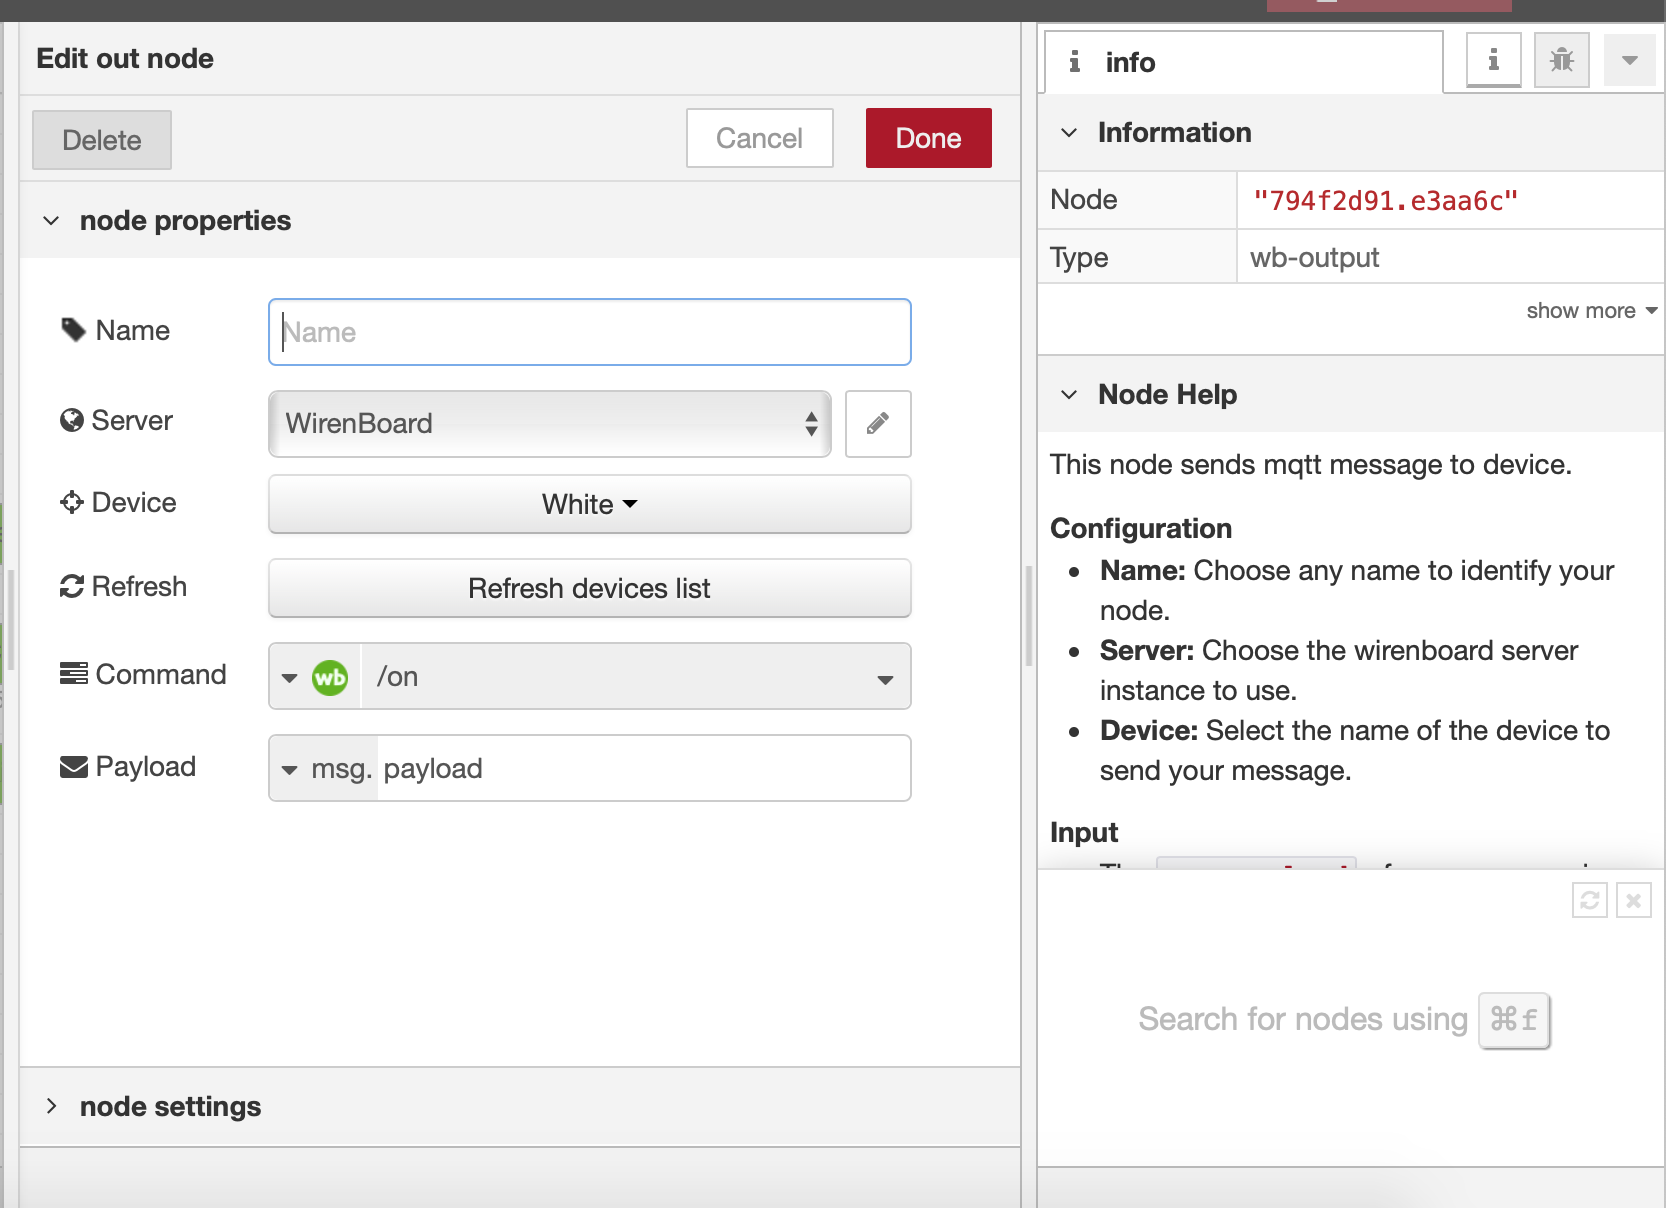 Edit out node
Delete
Cancel
Done
node properties
Name
Name
Server
WirenBoard
Device
White
Refresh
Refresh devices list
Command
wb
/on
Payload
msg. payload
node settings
i info
i
Information
Node
"794f2d91.e3aa6c"
Type
wb-output
show more
Node Help
This node sends mqtt message to device.
Configuration
Name: Choose any name to identify your
node.
Server: Choose the wirenboard server
instance to use.
Device: Select the name of the device to
send your message.
Input
Search for nodes using ⌘f